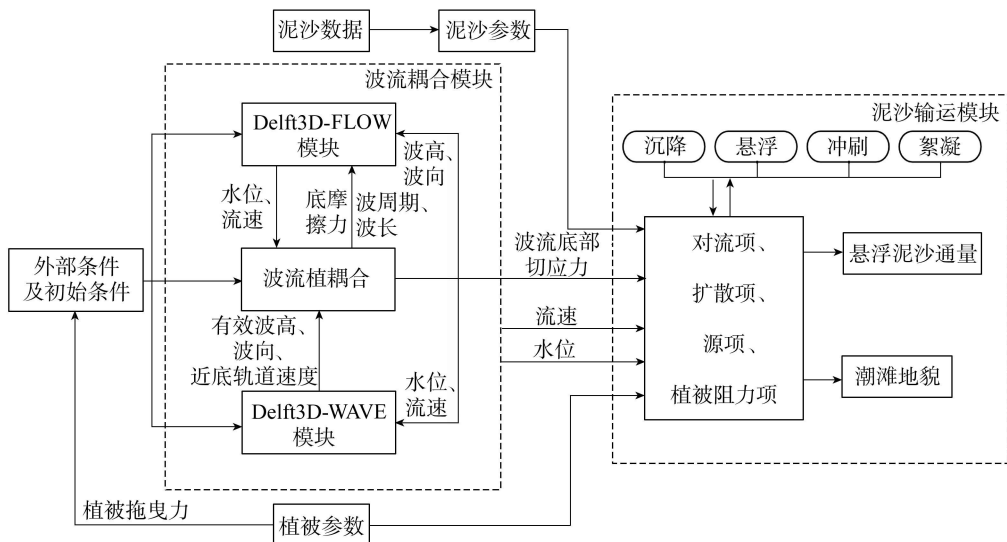 泥沙数据
泥沙参数
波流耦合模块
泥沙输运模块
Delft3D-FLOW
模块
波高、
波向
沉降
悬浮
冲刷
絮凝
水位、
流速
底摩
擦力
波周期、
波长
外部条件
及初始条件
波流植耦合
波流底部
切应力
对流项、
扩散项、
源项、
植被阻力项
悬浮泥沙通量
有效波高、
波向、
近底轨道速度
流速
水位
潮滩地貌
水位、
流速
Delft3D-WAVE
模块
植被拖曳力
植被参数